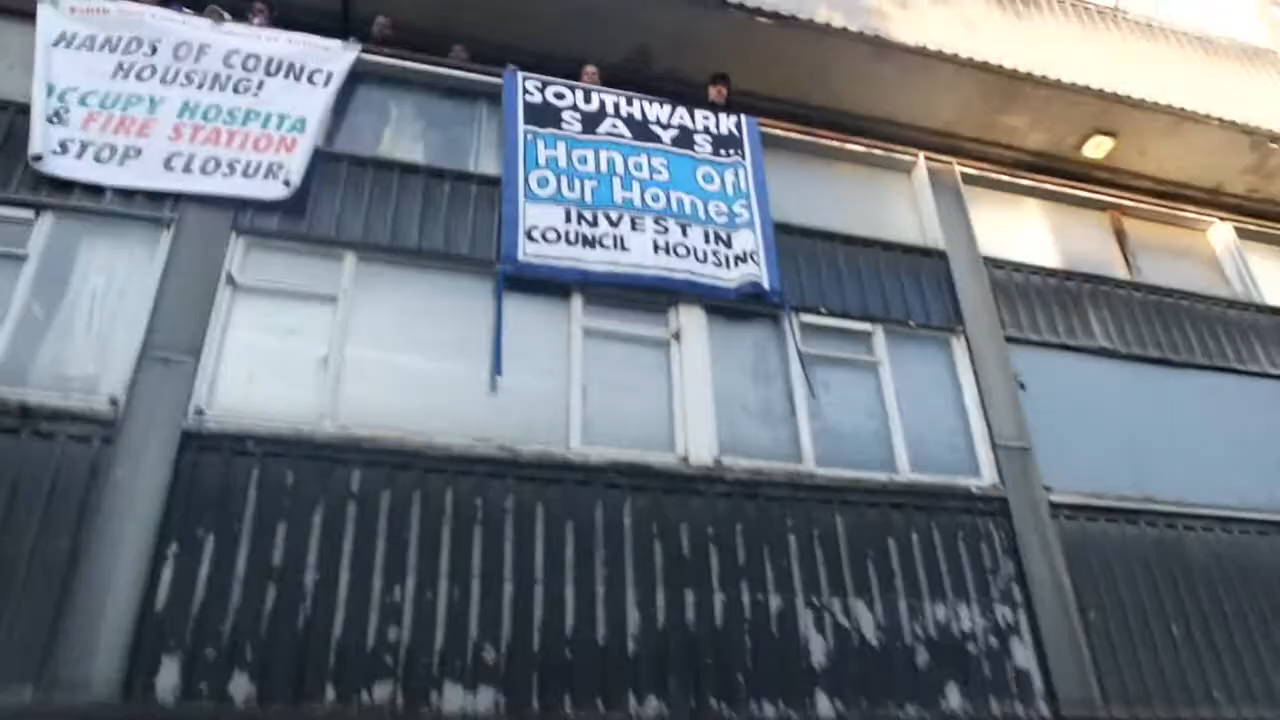 HANDS OF COUNCI
HOUSING!
OCCUPY HOSPITA
& FIRE STATION
STOP CLOSUR
SOUTHWARK
SAYS...
'Hands Off
Our Homes
INVEST IN
COUNCIL HOUSING